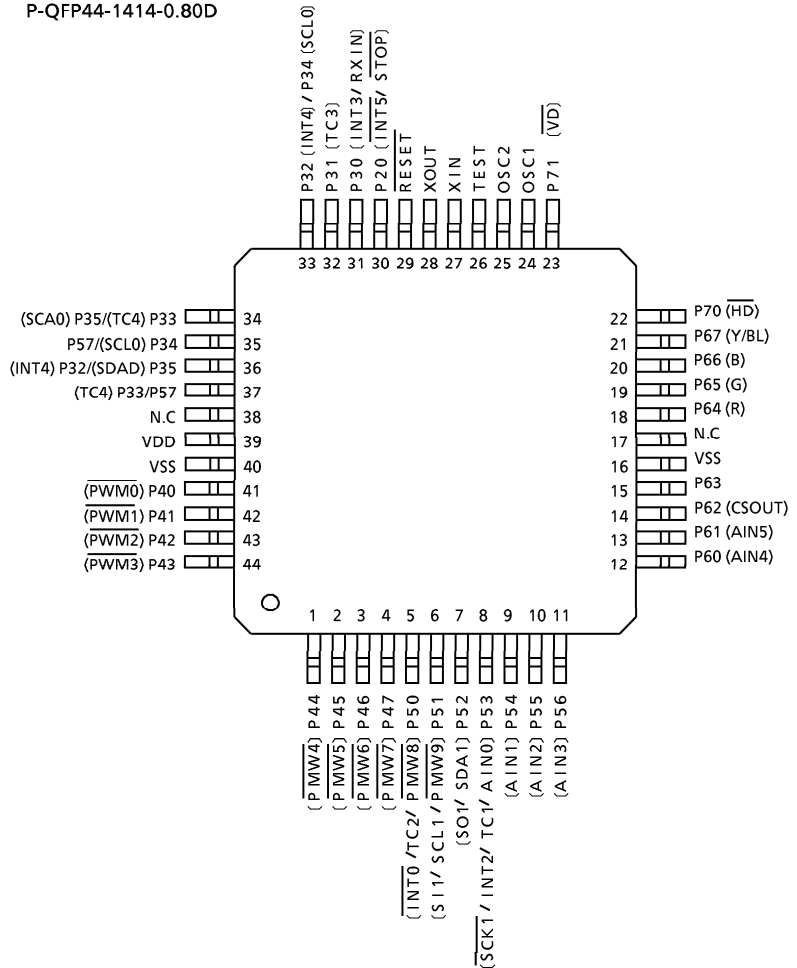 P-QFP44-1414-0.80D
P32 (INT4) / P34 (SCL0)
P31 (TC3)
P30 (INT3/ RXIN)
P20 (INT5/ STOP)
RESET
XOUT
XIN
TEST
OSC2
OSC1
P71 (VD)
33 32 31 30 29 28 27 26 25 24 23
(SCA0) P35/(TC4) P33 34
P57/(SCL0) P34 35
(INT4) P32/(SDAD) P35 36
(TC4) P33/P57 37
N.C 38
VDD 39
VSS 40
(PWM0) P40 41
(PWM1) P41 42
(PWM2) P42 43
(PWM3) P43 44
22 P70 (HD)
21 P67 (Y/BL)
20 P66 (B)
19 P65 (G)
18 P64 (R)
17 N.C
16 VSS
15 P63
14 P62 (CSOUT)
13 P61 (AIN5)
12 P60 (AIN4)
1 2 3 4 5 6 7 8 9 10 11
(PMW4) P44
(PMW5) P45
(PMW6) P46
(PMW7) P47
(INT0 /TC2/ PMW8) P50
(SI1/ SCL1/PMW9) P51
(SO1/ SDA1) P52
(SCK1/ INT2/ TC1/ AIN0) P53
(AIN1) P54
(AIN2) P55
(AIN3) P56